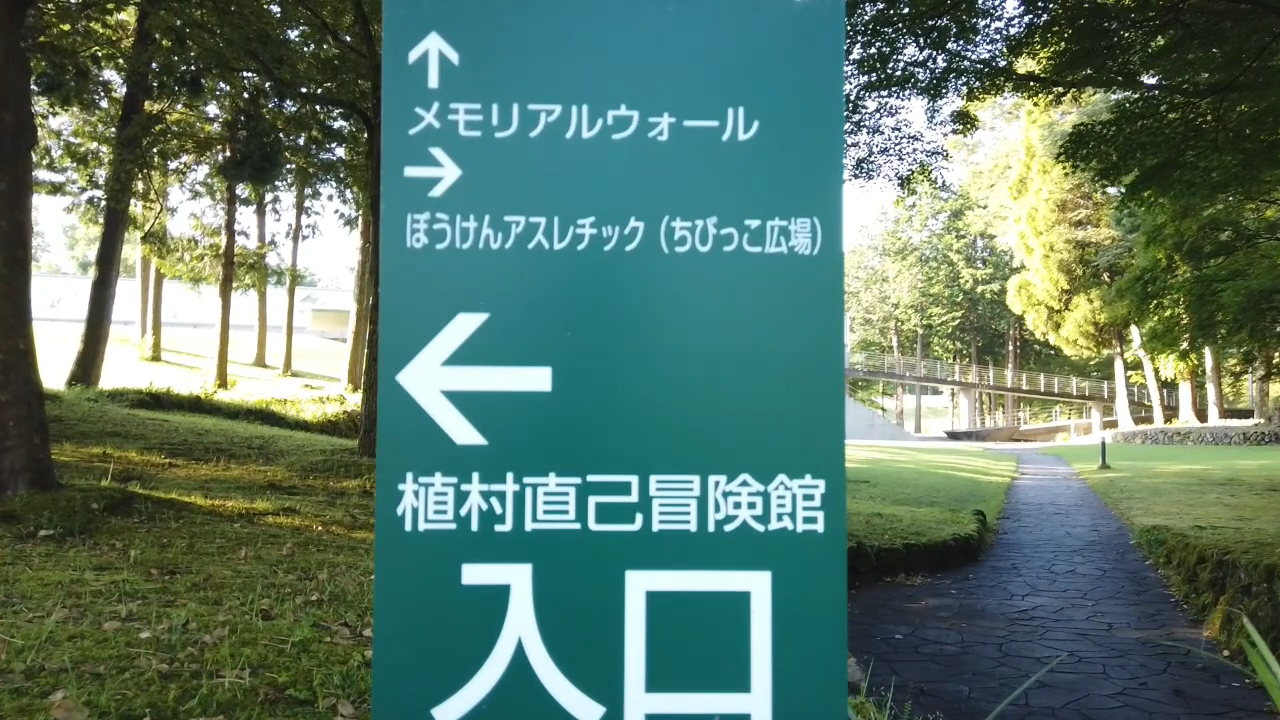 ↑
メモリアルウォール
→
ぼうけんアスレチック（ちびっこ広場）
←
植村直己冒険館
入口